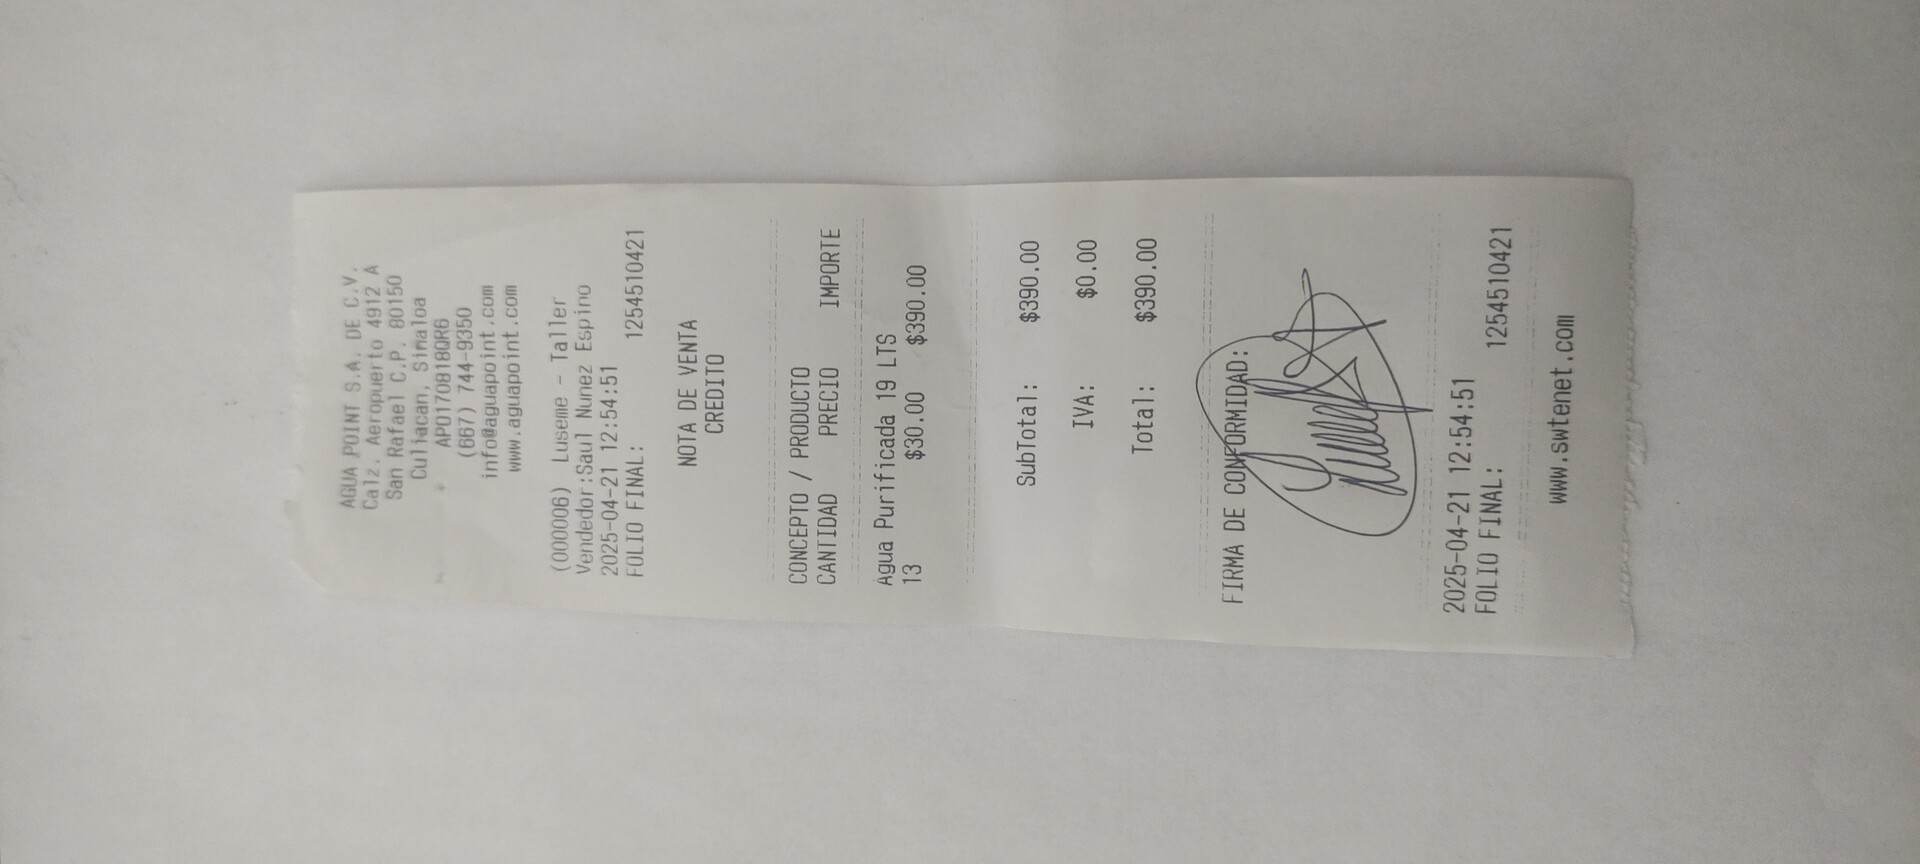 AGUA POINT S.A. DE C.V.
Calz. Aeropuerto 4912 A
San Rafael C.P. 80150
Culiacan, Sinaloa
APO170818QR6
(667) 744-9350
info@aguapoint.com
www.aguapoint.com
(000006) Luseme - Taller
Vendedor:Saul Nunez Espino
2025-04-21 12:54:51
FOLIO FINAL: 1254510421
NOTA DE VENTA
CREDITO
CONCEPTO / PRODUCTO
CANTIDAD PRECIO IMPORTE
Agua Purificada 19 LTS
13 $30.00 $390.00
SubTotal: $390.00
IVA: $0.00
Total: $390.00
FIRMA DE CONFORMIDAD:
2025-04-21 12:54:51
FOLIO FINAL: 1254510421
www.swtenet.com